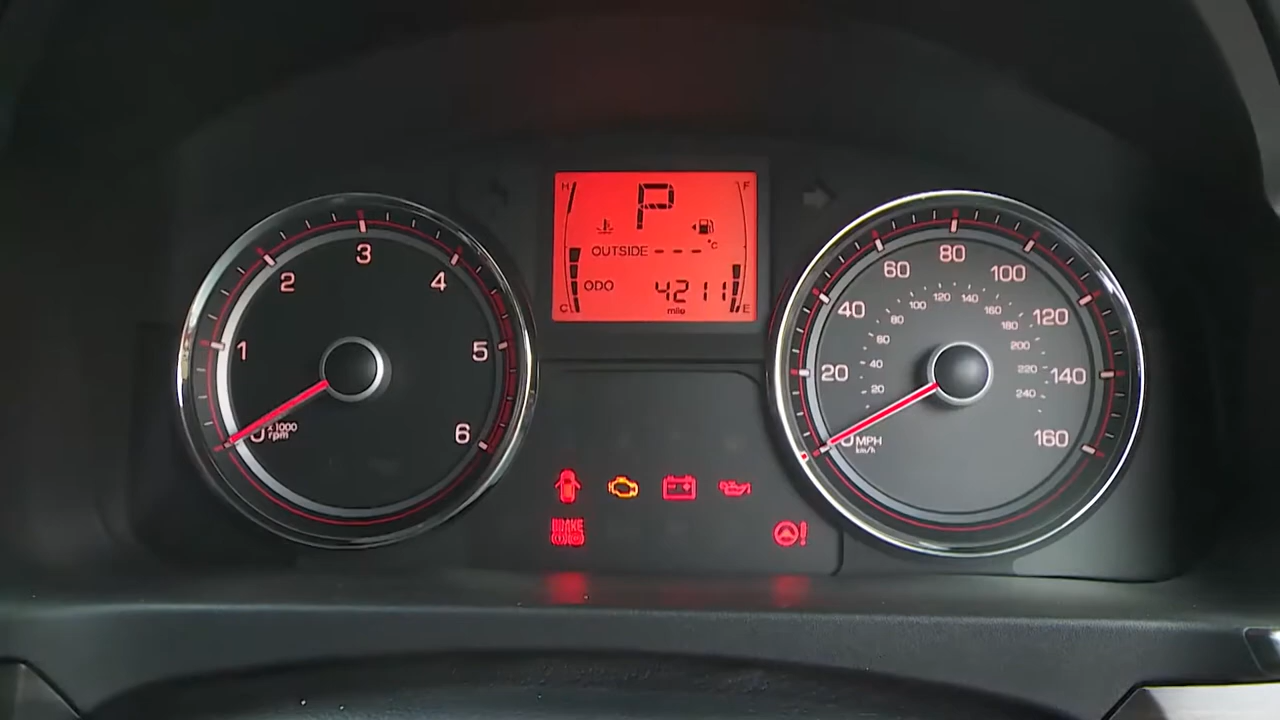 H F
P
OUTSIDE ---°C
ODO 4211
C mile E
0 1 2 3 4 5 6
x1000
rpm
0 20 40 60 80 100 120 140 160
20 40 60 80 100 120 140 160 180 200 220 240
MPH
km/h
BRAKE
!